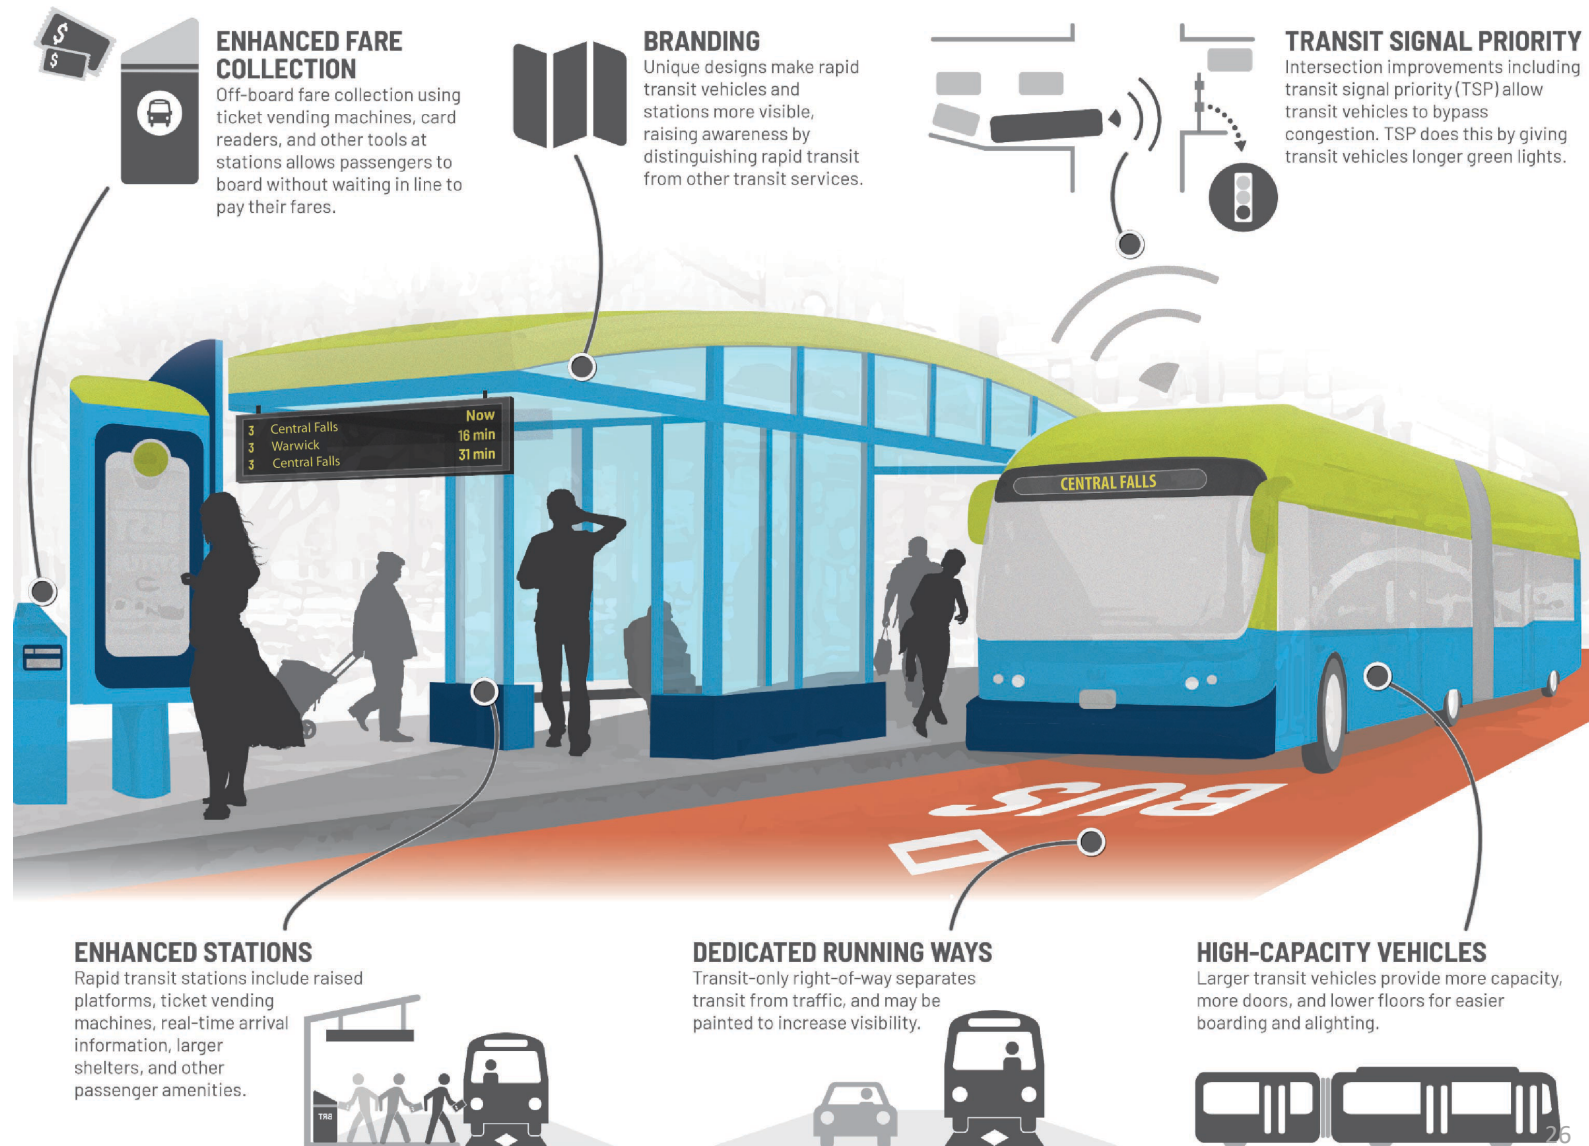 ENHANCED FARE
COLLECTION
Off-board fare collection using
ticket vending machines, card
readers, and other tools at
stations allows passengers to
board without waiting in line to
pay their fares.
BRANDING
Unique designs make rapid
transit vehicles and
stations more visible,
raising awareness by
distinguishing rapid transit
from other transit services.
TRANSIT SIGNAL PRIORITY
Intersection improvements including
transit signal priority (TSP) allow
transit vehicles to bypass
congestion. TSP does this by giving
transit vehicles longer green lights.
$
$
3 Central Falls Now
3 Warwick 16 min
3 Central Falls 31 min
CENTRAL FALLS
BUS
ENHANCED STATIONS
Rapid transit stations include raised
platforms, ticket vending
machines, real-time arrival
information, larger
shelters, and other
passenger amenities.
BRT
DEDICATED RUNNING WAYS
Transit-only right-of-way separates
transit from traffic, and may be
painted to increase visibility.
HIGH-CAPACITY VEHICLES
Larger transit vehicles provide more capacity,
more doors, and lower floors for easier
boarding and alighting.
26